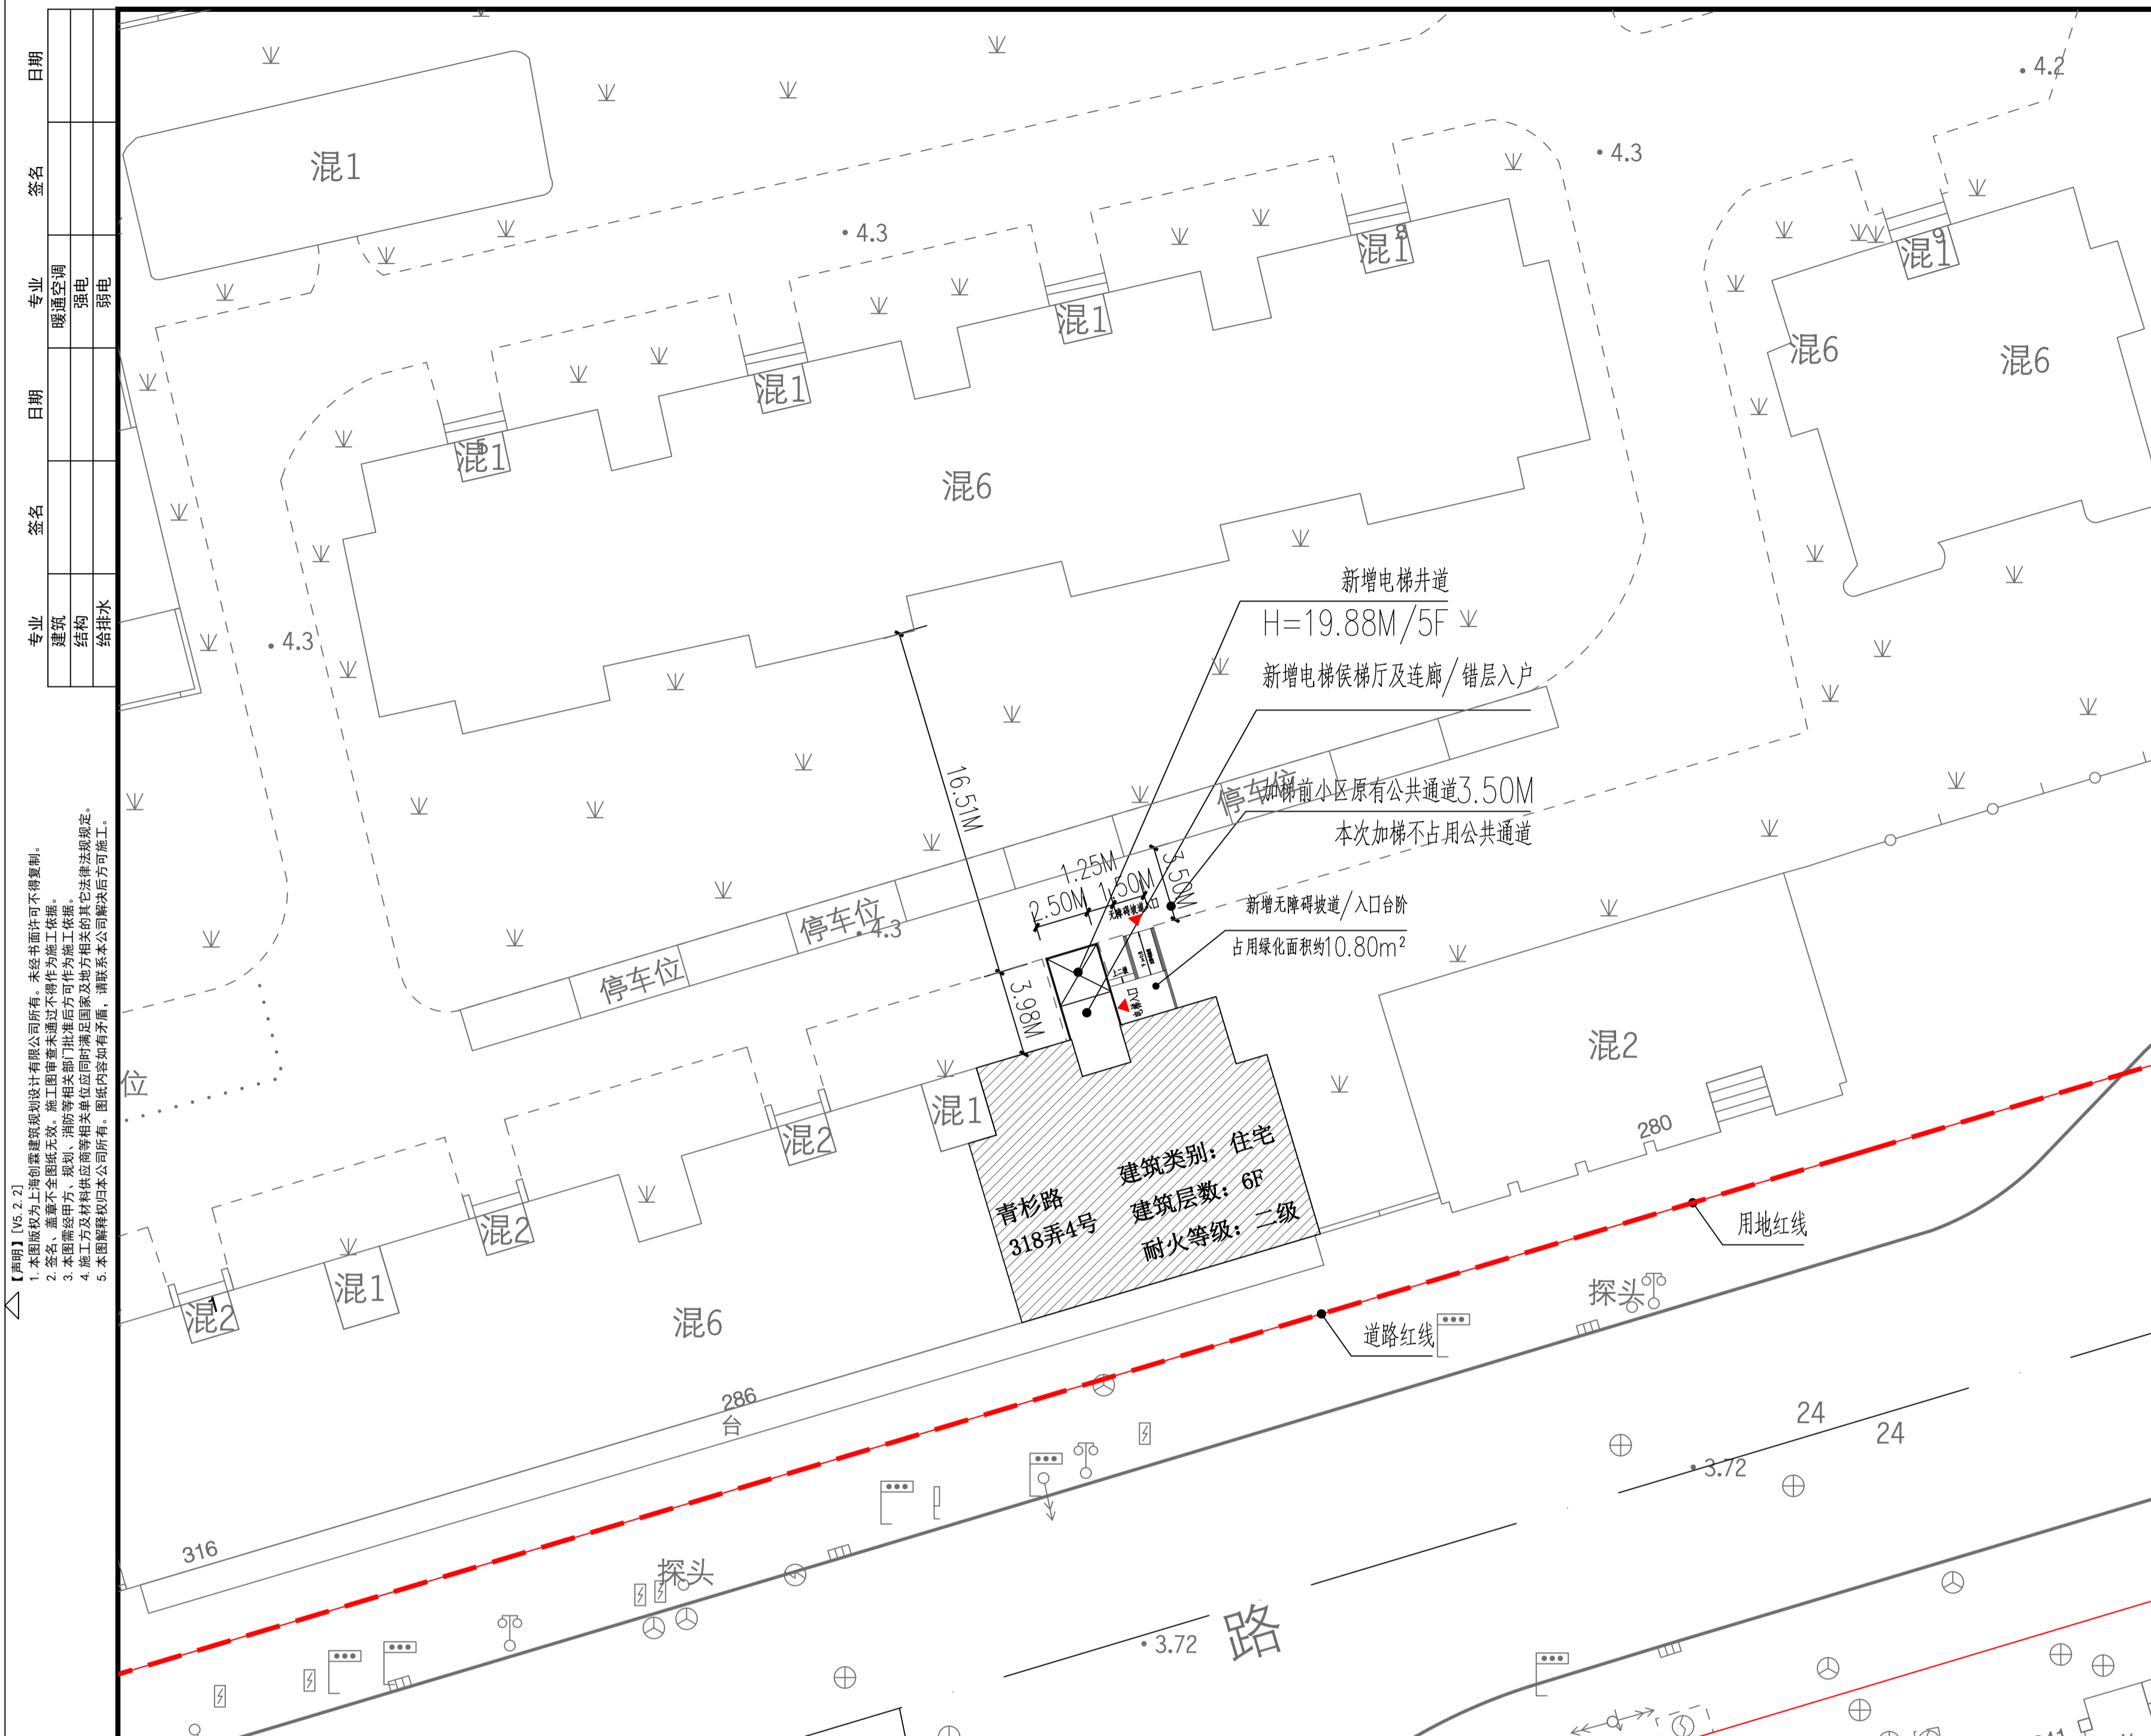 专业 签名 日期 专业 签名 日期
建筑 暖通空调
结构 强电
给排水 弱电
【声明】[V5.2.2]
1. 本图版权为上海创霖建筑规划设计有限公司所有。未经书面许可不得复制。
2. 签名、盖章不全图纸无效。施工图审查未通过不得作为施工依据。
3. 本图需经甲方、规划、消防等相关部门批准后方可作为施工依据。
4. 施工方及材料供应商等相关单位应同时满足国家及地方相关的其它法律法规规定。
5. 本图解释权归本公司所有。图纸内容如有矛盾，请联系本公司解决后方可施工。
4.2
4.3
混1
4.3
8
混1
9
混1
混1
混6
混6
混1
5
混1
混6
新增电梯井道
H=19.88M/5F
4.3
新增电梯侯梯厅及连廊/错层入户
16.51M
停车位
加梯前小区原有公共通道3.50M
本次加梯不占用公共通道
1.25M
3.50M
2.50M
1.50M
无障碍坡道入口
新增无障碍坡道/入口台阶
占用绿化面积约10.80m²
停车位
4.3
停车位
上二级
3.98M
电梯入口
位
混1
混2
混2
280
混2
建筑类别：住宅
青杉路
建筑层数：6F
318弄4号
耐火等级：二级
用地红线
混2
1
混1
混6
探头
道路红线
286
台
24
24
3.72
316
探头
3.72
路